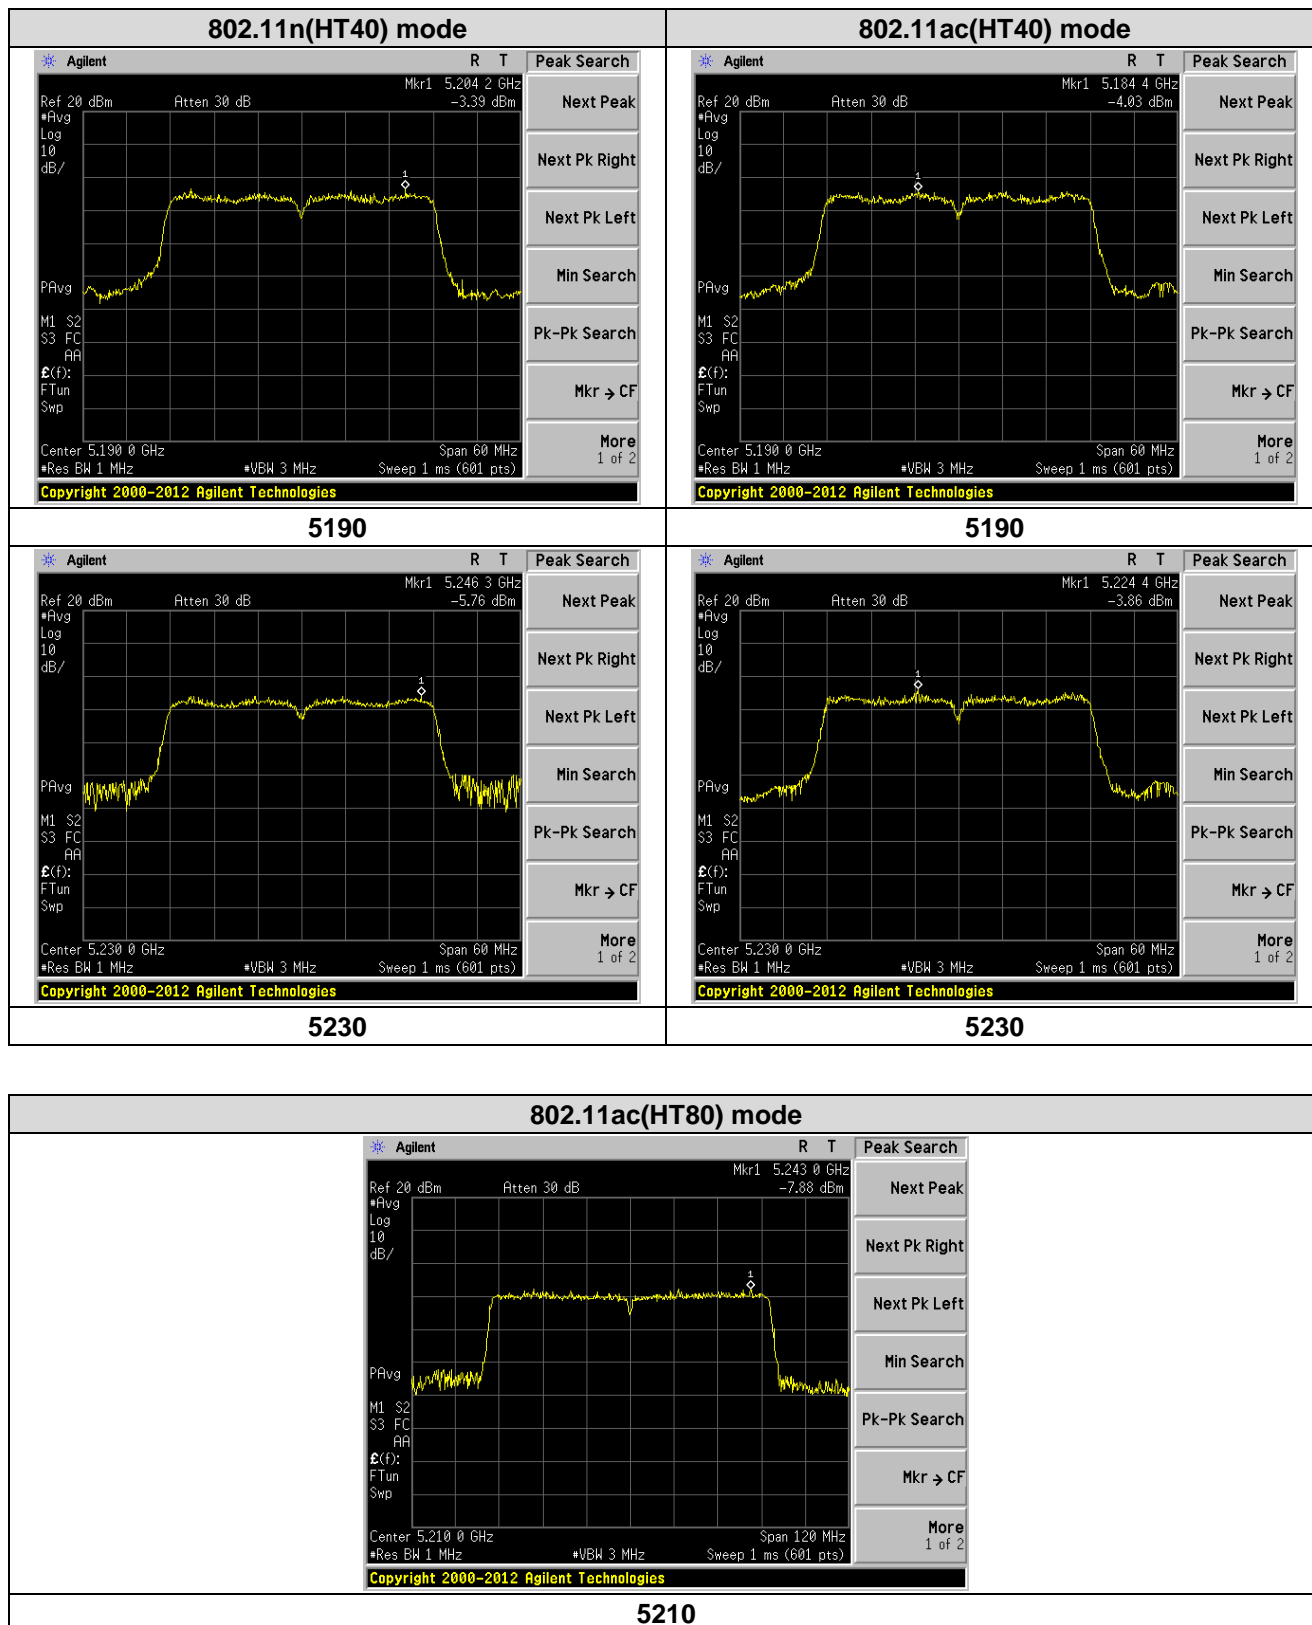 802.11n(HT40) mode
802.11ac(HT40) mode
Agilent R T Peak Search
Mkr1 5.204 2 GHz
Ref 20 dBm Atten 30 dB -3.39 dBm
#Avg
Log
10
dB/
1
PAvg
M1 S2
S3 FC
AA
£(f):
FTun
Swp
Center 5.190 0 GHz Span 60 MHz
#Res BW 1 MHz #VBW 3 MHz Sweep 1 ms (601 pts)
Copyright 2000-2012 Agilent Technologies
Next Peak
Next Pk Right
Next Pk Left
Min Search
Pk-Pk Search
Mkr → CF
More
1 of 2
Agilent R T Peak Search
Mkr1 5.184 4 GHz
Ref 20 dBm Atten 30 dB -4.03 dBm
#Avg
Log
10
dB/
1
PAvg
M1 S2
S3 FC
AA
£(f):
FTun
Swp
Center 5.190 0 GHz Span 60 MHz
#Res BW 1 MHz #VBW 3 MHz Sweep 1 ms (601 pts)
Copyright 2000-2012 Agilent Technologies
Next Peak
Next Pk Right
Next Pk Left
Min Search
Pk-Pk Search
Mkr → CF
More
1 of 2
5190
5190
Agilent R T Peak Search
Mkr1 5.246 3 GHz
Ref 20 dBm Atten 30 dB -5.76 dBm
#Avg
Log
10
dB/
1
PAvg
M1 S2
S3 FC
AA
£(f):
FTun
Swp
Center 5.230 0 GHz Span 60 MHz
#Res BW 1 MHz #VBW 3 MHz Sweep 1 ms (601 pts)
Copyright 2000-2012 Agilent Technologies
Next Peak
Next Pk Right
Next Pk Left
Min Search
Pk-Pk Search
Mkr → CF
More
1 of 2
Agilent R T Peak Search
Mkr1 5.224 4 GHz
Ref 20 dBm Atten 30 dB -3.86 dBm
#Avg
Log
10
dB/
1
PAvg
M1 S2
S3 FC
AA
£(f):
FTun
Swp
Center 5.230 0 GHz Span 60 MHz
#Res BW 1 MHz #VBW 3 MHz Sweep 1 ms (601 pts)
Copyright 2000-2012 Agilent Technologies
Next Peak
Next Pk Right
Next Pk Left
Min Search
Pk-Pk Search
Mkr → CF
More
1 of 2
5230
5230
802.11ac(HT80) mode
Agilent R T Peak Search
Mkr1 5.243 0 GHz
Ref 20 dBm Atten 30 dB -7.88 dBm
#Avg
Log
10
dB/
1
PAvg
M1 S2
S3 FC
AA
£(f):
FTun
Swp
Center 5.210 0 GHz Span 120 MHz
#Res BW 1 MHz #VBW 3 MHz Sweep 1 ms (601 pts)
Copyright 2000-2012 Agilent Technologies
Next Peak
Next Pk Right
Next Pk Left
Min Search
Pk-Pk Search
Mkr → CF
More
1 of 2
5210